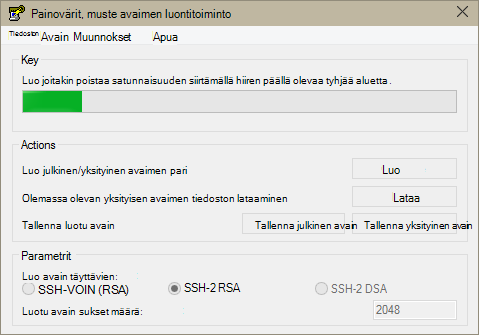 Painovärit, muste avaimen luontitoiminto
Tiedoston Avain Muunnokset Apua
Key
Luo joitakin poistaa satunnaisuuden siirtämällä hiiren päällä olevaa tyhjää aluetta.
Actions
Luo julkinen/yksityinen avaimen pari Luo
Olemassa olevan yksityisen avaimen tiedoston lataaminen Lataa
Tallenna luotu avain Tallenna julkinen avain Tallenna yksityinen avain
Parametrit
Luo avain täyttävien:
SSH-VOIN (RSA) SSH-2 RSA SSH-2 DSA
Luotu avain sukset määrä: 2048